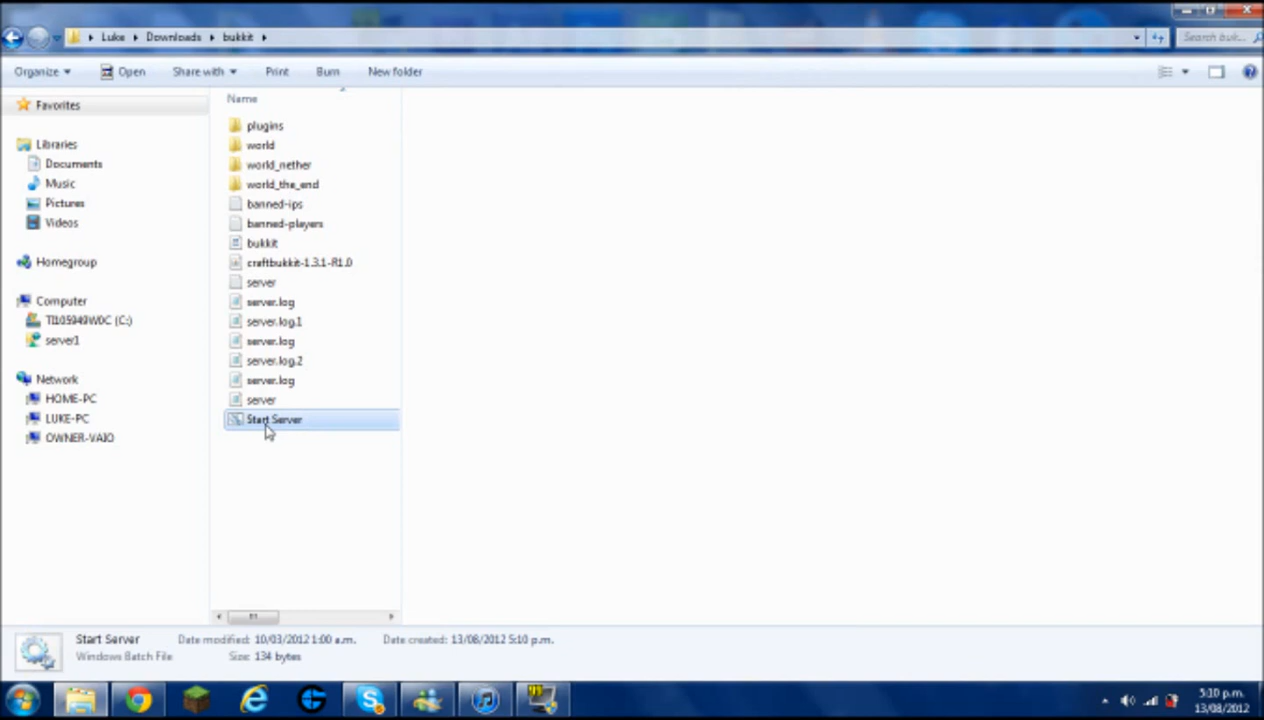 Luke Downloads bukkit
Search buk...
Organize Open Share with Print Burn New folder
Favorites
Libraries
Documents
Music
Pictures
Videos
Homegroup
Computer
TI105949W0C (C:)
server1
Network
HOME-PC
LUKE-PC
OWNER-VAIO
Name
plugins
world
world_nether
world_the_end
banned-ips
banned-players
bukkit
craftbukkit-1.3.1-R1.0
server
server.log
server.log.1
server.log
server.log.2
server.log
server
Start Server
Start Server Date modified: 10/03/2012 1:00 a.m. Date created: 13/08/2012 5:10 p.m.
Windows Batch File Size: 134 bytes
5:10 p.m.
13/08/2012